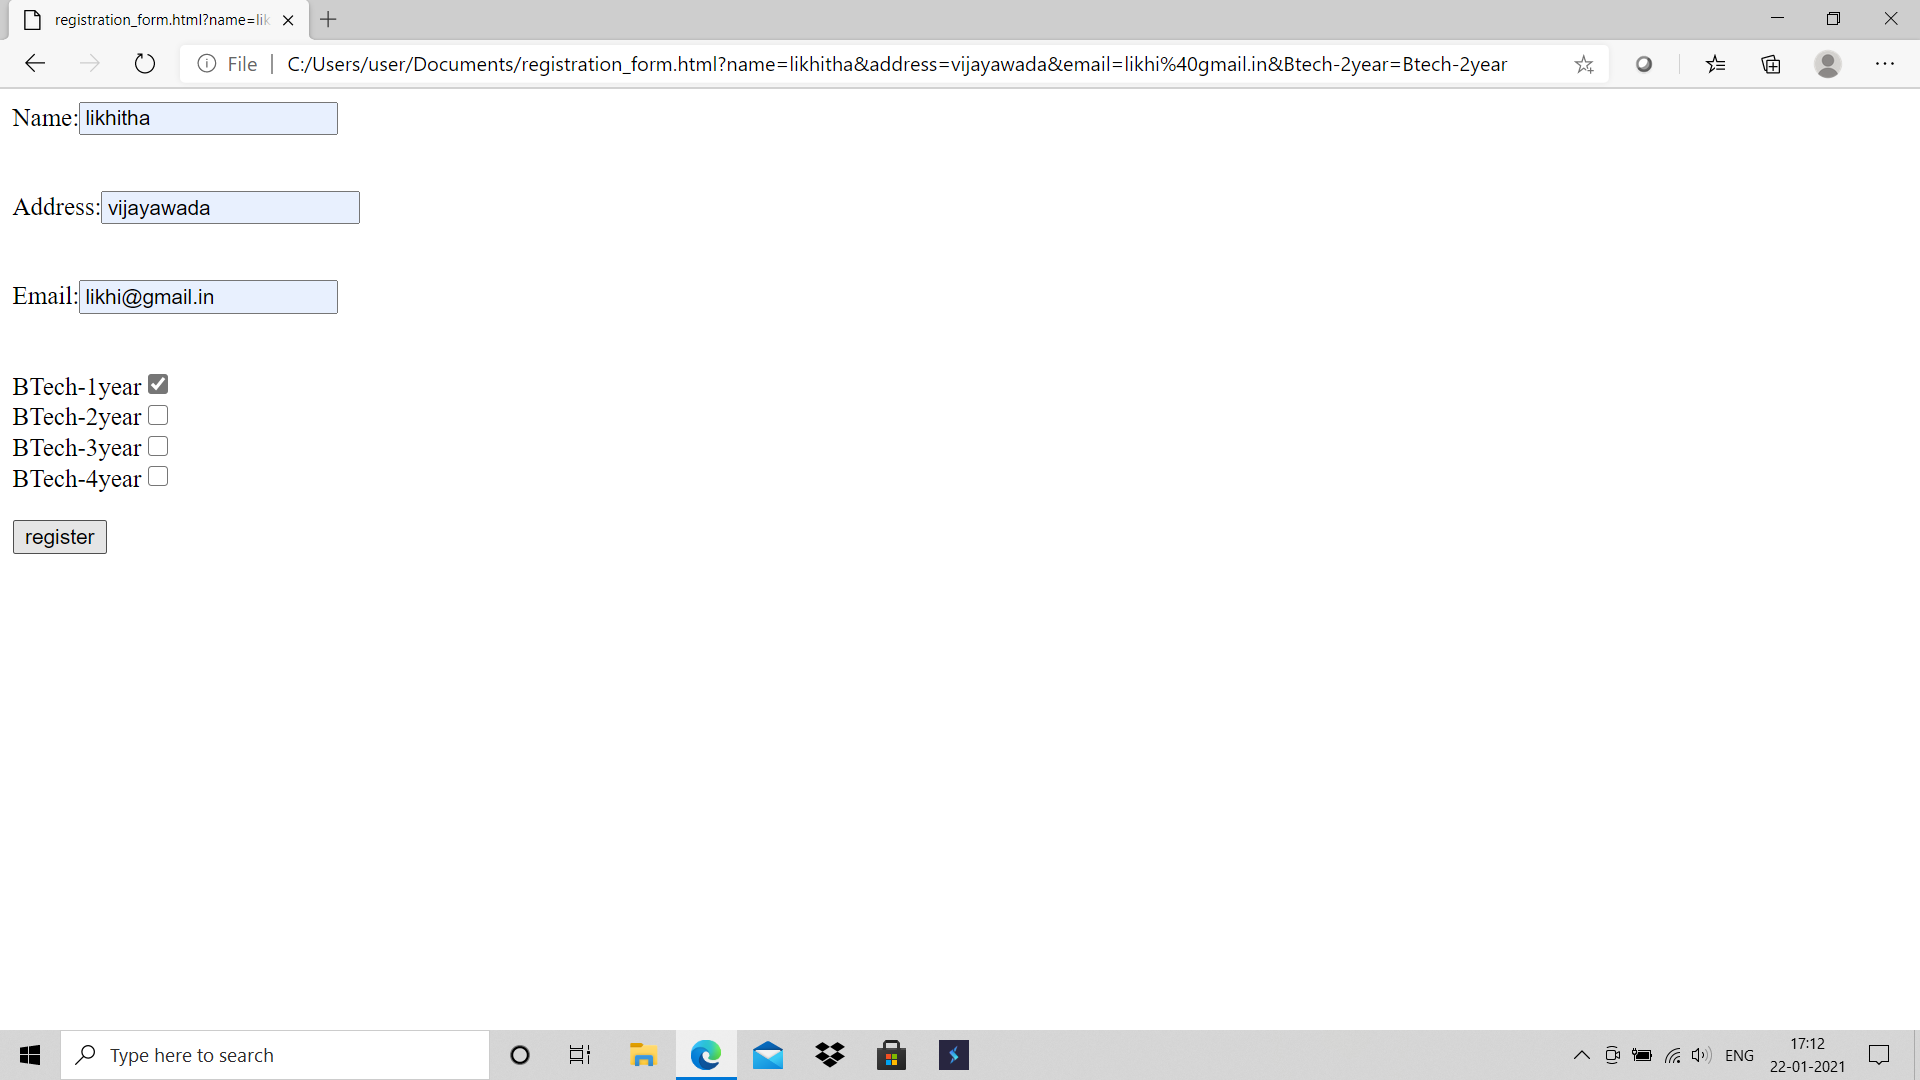 registration_form.html?name=lik
File C:/Users/user/Documents/registration_form.html?name=likhitha&address=vijayawada&email=likhi%40gmail.in&Btech-2year=Btech-2year
Name: likhitha
Address: vijayawada
Email: likhi@gmail.in
BTech-1year
BTech-2year
BTech-3year
BTech-4year
register
Type here to search
ENG
17:12
22-01-2021